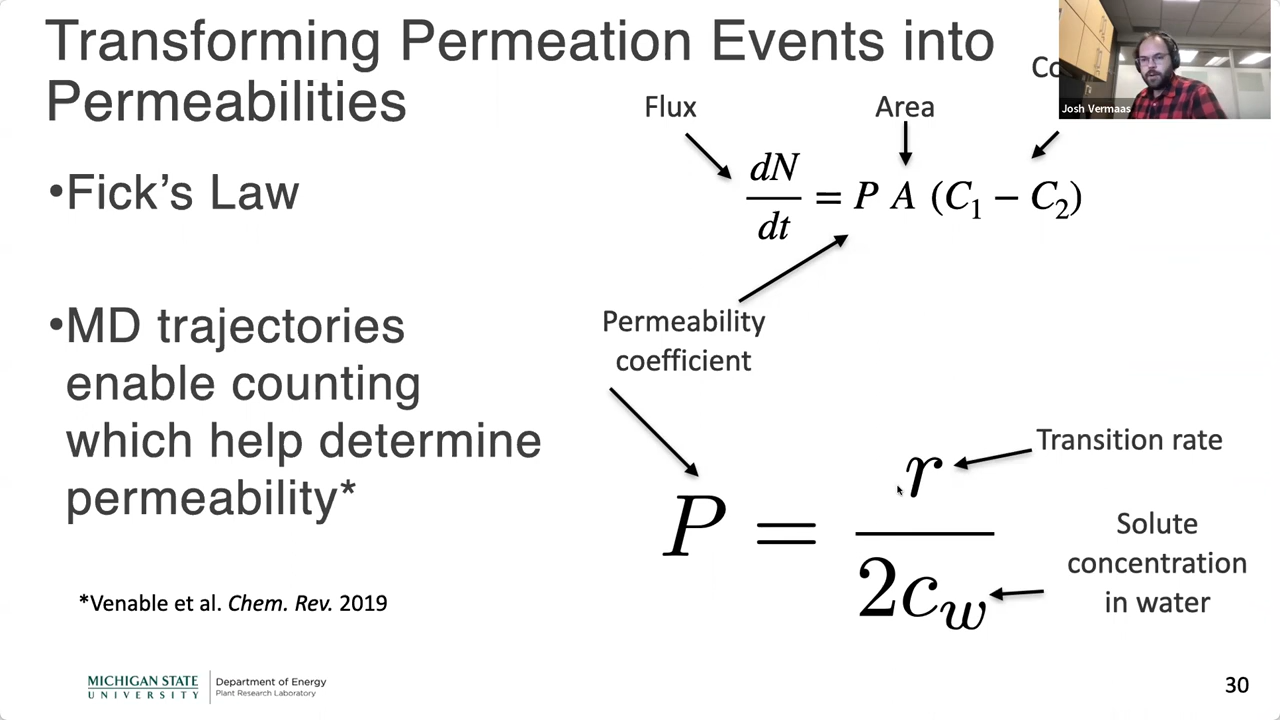 Transforming Permeation Events into
Permeabilities
Josh Vermaas
Flux
Area
dN/dt = P A (C₁ − C₂)
•Fick's Law
Permeability
coefficient
•MD trajectories
enable counting
which help determine
permeability*
P = r/2c_w
Transition rate
Solute
concentration
in water
*Venable et al. Chem. Rev. 2019
MICHIGAN STATE
UNIVERSITY
Department of Energy
Plant Research Laboratory
30